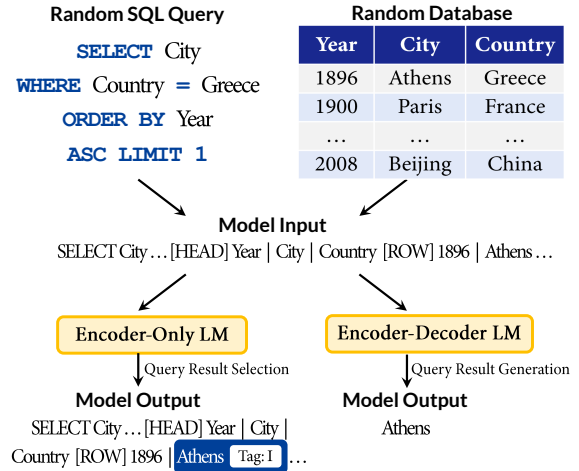 Random SQL Query
SELECT City
WHERE Country = Greece
ORDER BY Year
ASC LIMIT 1
Random Database
Year City Country
1896 Athens Greece
1900 Paris France
… … …
2008 Beijing China
Model Input
SELECT City … [HEAD] Year | City | Country [ROW] 1896 | Athens …
Encoder-Only LM
Query Result Selection
Model Output
SELECT City … [HEAD] Year | City |
Country [ROW] 1896 | Athens Tag: I …
Encoder-Decoder LM
Query Result Generation
Model Output
Athens